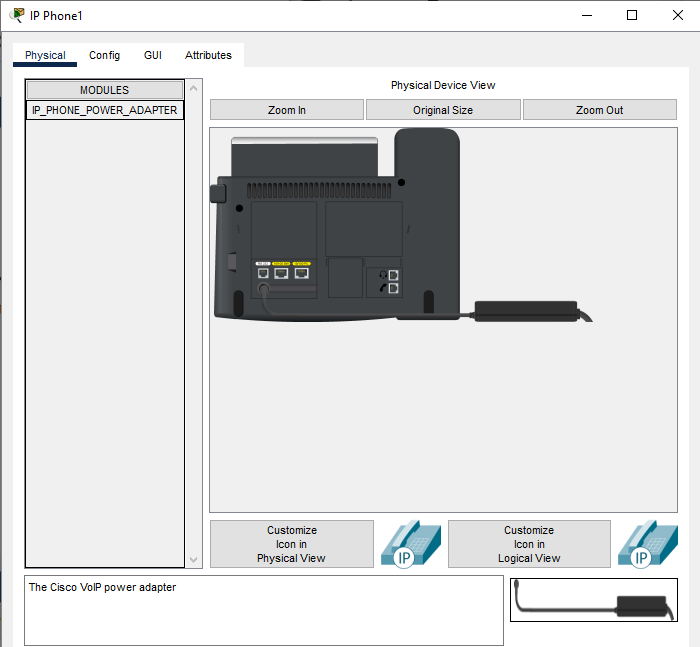 IP Phone1
Physical Config GUI Attributes
MODULES
IP_PHONE_POWER_ADAPTER
Physical Device View
Zoom In Original Size Zoom Out
Customize
Icon in
Physical View
IP
Customize
Icon in
Logical View
IP
The Cisco VoIP power adapter